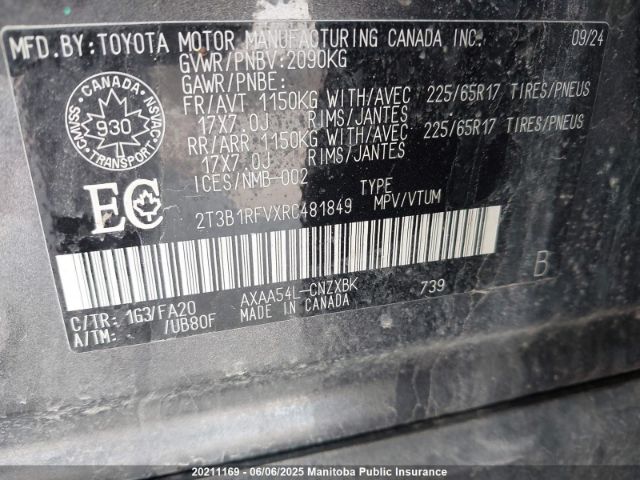 MFD.BY:TOYOTA MOTOR MANUFACTURING CANADA INC. 09/24
GVWR/PNBV:2090KG
GAWR/PNBE:
FR/AVT 1150KG WITH/AVEC 225/65R17 TIRES/PNEUS
17X7.0J RIMS/JANTES
RR/ARR 1150KG WITH/AVEC 225/65R17 TIRES/PNEUS
17X7.0J RIMS/JANTES
ICES/NMB-002
CANADA
CMVSS NSVAC
930
TRANSPORT
EC
TYPE
2T3B1RFVXRC481849 MPV/VTUM
B
C/TR: 1G3/FA20 AXAA54L-CNZXBK 739
A/TM: /UB80F MADE IN CANADA
20211169 - 06/06/2025 Manitoba Public Insurance